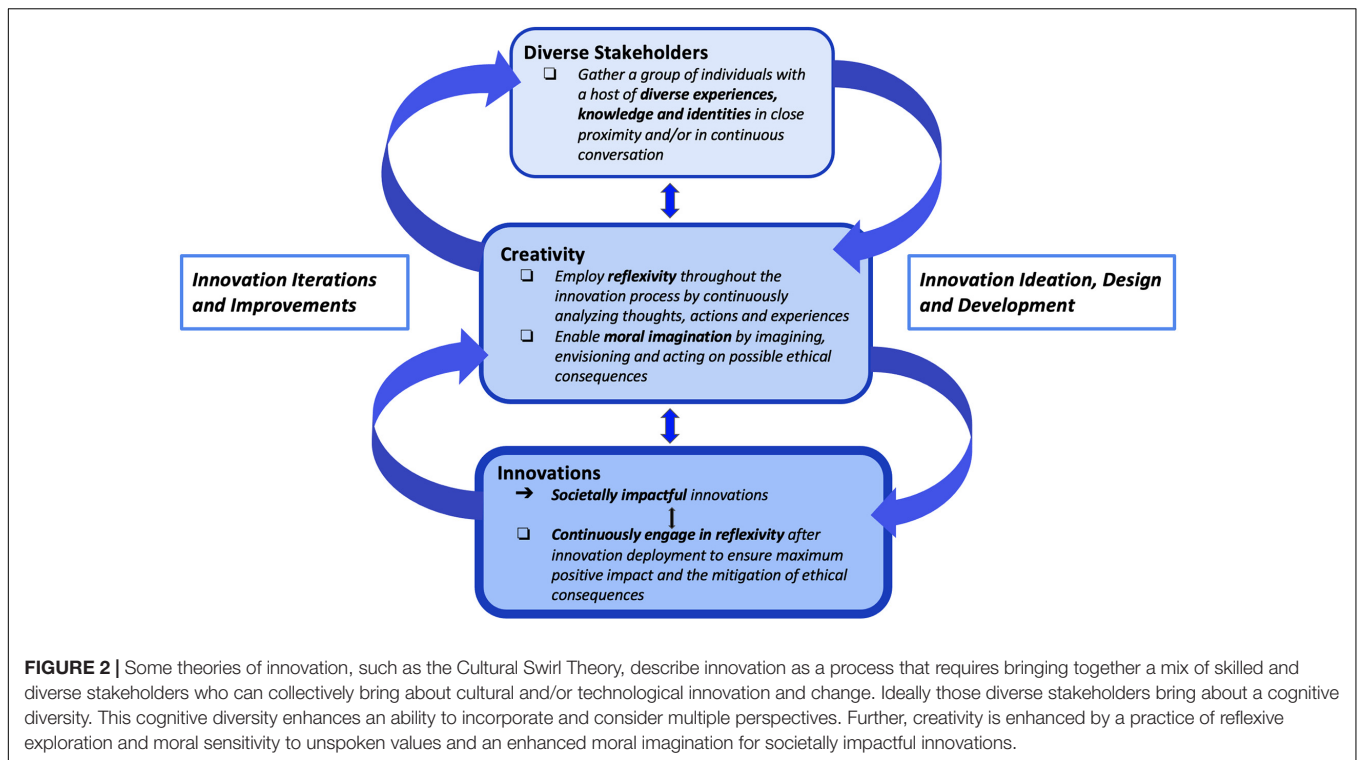 Diverse Stakeholders
❑ Gather a group of individuals with
a host of diverse experiences,
knowledge and identities in close
proximity and/or in continuous
conversation
Innovation Iterations
and Improvements
Creativity
❑ Employ reflexivity throughout the
innovation process by continuously
analyzing thoughts, actions and experiences
❑ Enable moral imagination by imagining,
envisioning and acting on possible ethical
consequences
Innovation Ideation, Design
and Development
Innovations
➔ Societally impactful innovations
❑ Continuously engage in reflexivity after
innovation deployment to ensure maximum
positive impact and the mitigation of ethical
consequences
FIGURE 2 | Some theories of innovation, such as the Cultural Swirl Theory, describe innovation as a process that requires bringing together a mix of skilled and
diverse stakeholders who can collectively bring about cultural and/or technological innovation and change. Ideally those diverse stakeholders bring about a cognitive
diversity. This cognitive diversity enhances an ability to incorporate and consider multiple perspectives. Further, creativity is enhanced by a practice of reflexive
exploration and moral sensitivity to unspoken values and an enhanced moral imagination for societally impactful innovations.